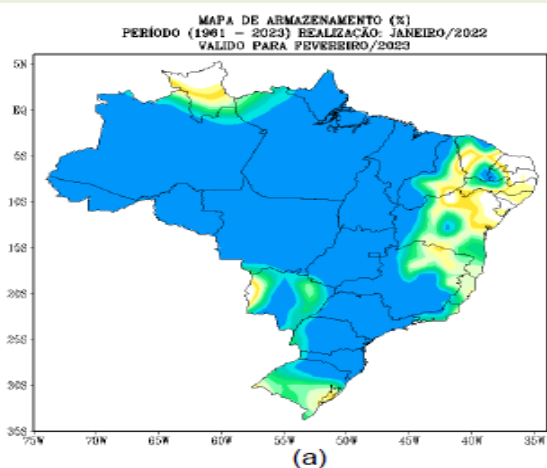 MAPA DE ARMAZENAMENTO (%)
PERÍODO (1961 – 2023) REALIZAÇÃO: JANEIRO/2022
VALIDO PARA FEVEREIRO/2023
5N
EQ
5S
10S
15S
20S
25S
30S
35S
75W 70W 65W 60W 55W 50W 45W 40W 35W
(a)